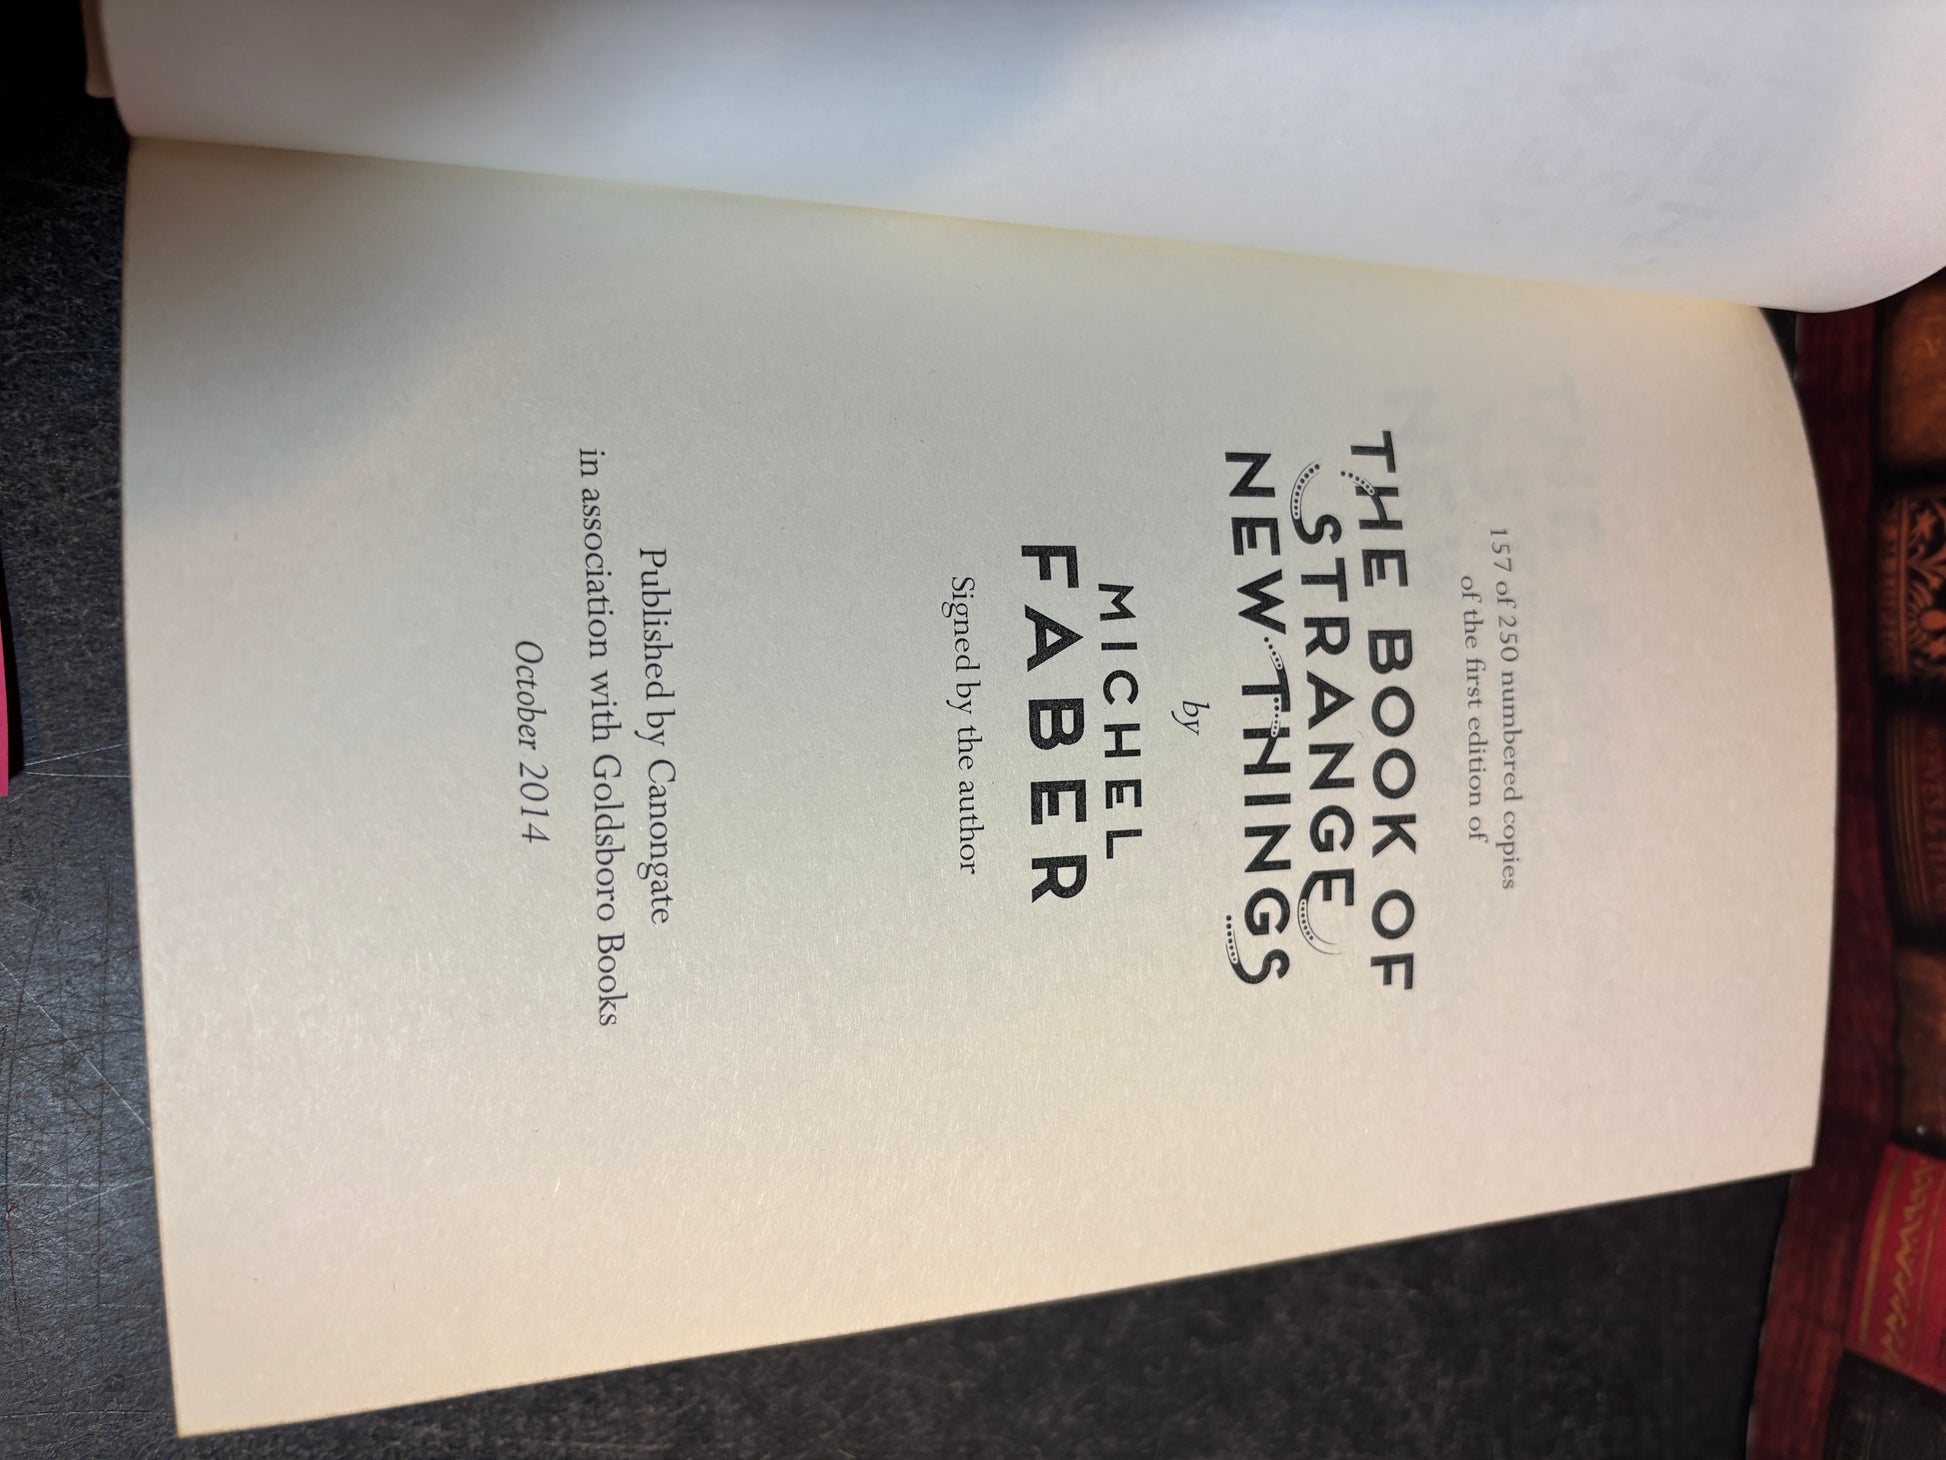 157 of 250 numbered copies
of the first edition of
THE BOOK OF
STRANGE
NEW THINGS
by
MICHEL
FABER
Signed by the author
Published by Canongate
in association with Goldsboro Books
October 2014